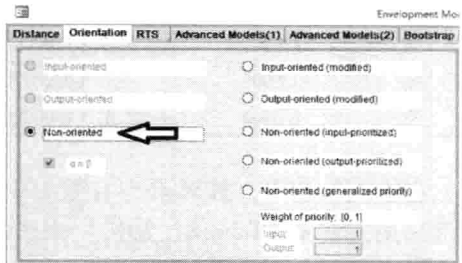 Envelopment Mo
Distance Orientation RTS Advanced Models(1) Advanced Models(2) Bootstrap
Input-oriented Input-oriented (modified)
Output-oriented Output-oriented (modified)
Non-oriented Non-oriented (input-prioritized)
α=β Non-oriented (output-prioritized)
Non-oriented (generalized priority)
Weight of priority: [0, 1]
Input: 1
Output: 1